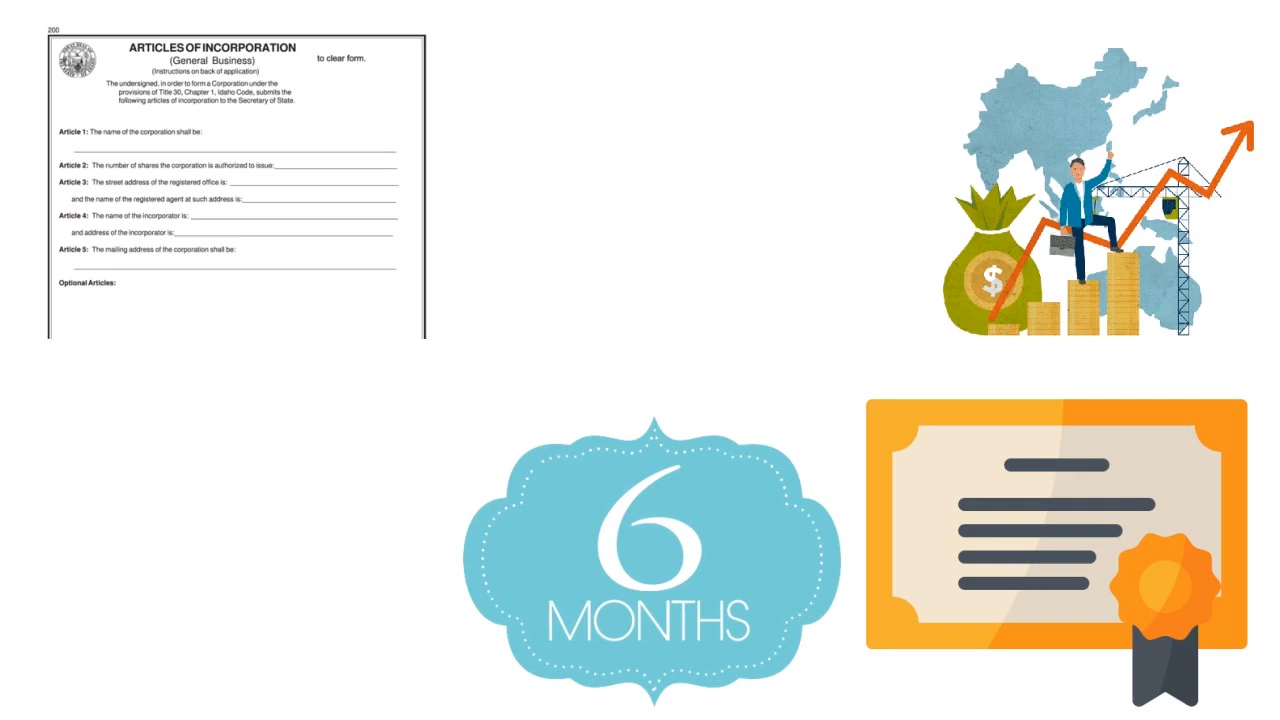 200
ARTICLES OF INCORPORATION
(General Business)
to clear form.
(Instructions on back of application)
The undersigned, in order to form a Corporation under the
provisions of Title 30, Chapter 1, Idaho Code, submits the
following articles of incorporation to the Secretary of State.
Article 1: The name of the corporation shall be:
Article 2: The number of shares the corporation is authorized to issue:
Article 3: The street address of the registered office is:
and the name of the registered agent at such address is:
Article 4: The name of the incorporator is:
and address of the incorporator is:
Article 5: The mailing address of the corporation shall be:
Optional Articles:
$
6
MONTHS